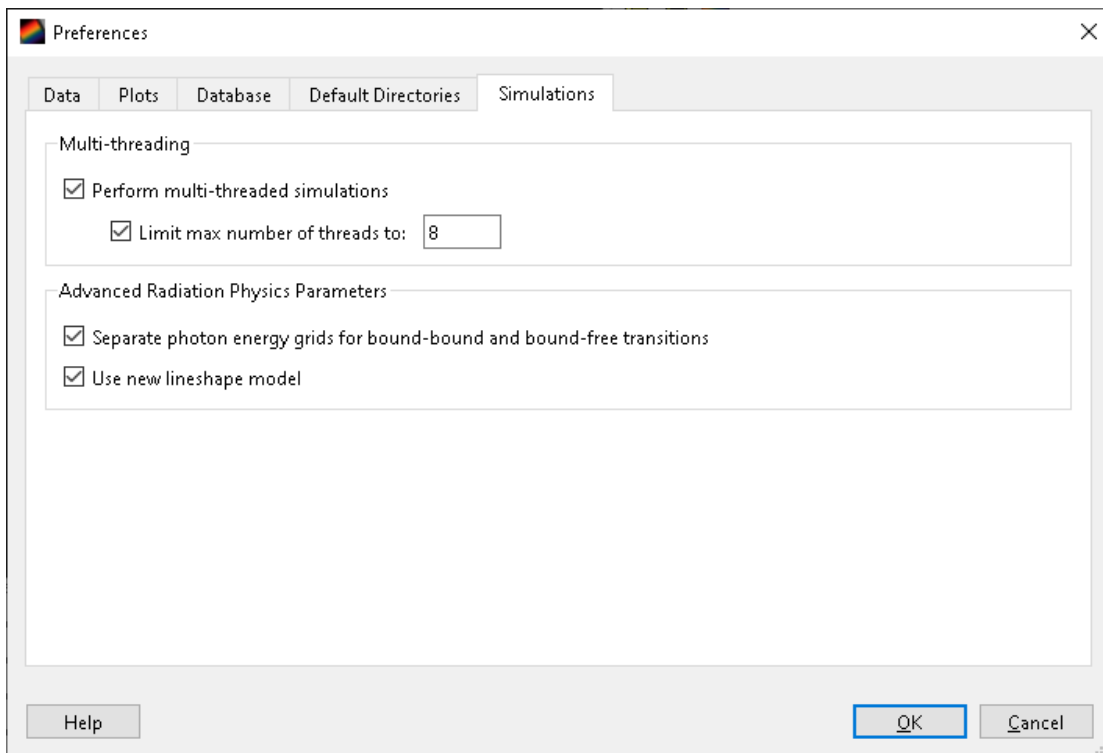 Preferences
Data Plots Database Default Directories Simulations
Multi-threading
Perform multi-threaded simulations
Limit max number of threads to: 8
Advanced Radiation Physics Parameters
Separate photon energy grids for bound-bound and bound-free transitions
Use new lineshape model
Help OK Cancel